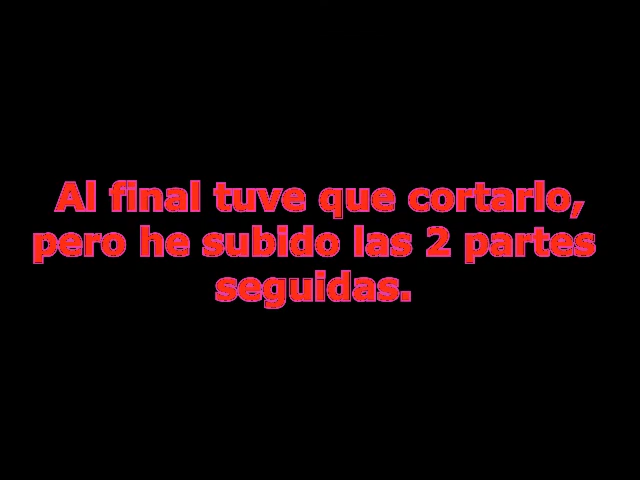 Al final tuve que cortarlo,
pero he subido las 2 partes
seguidas.